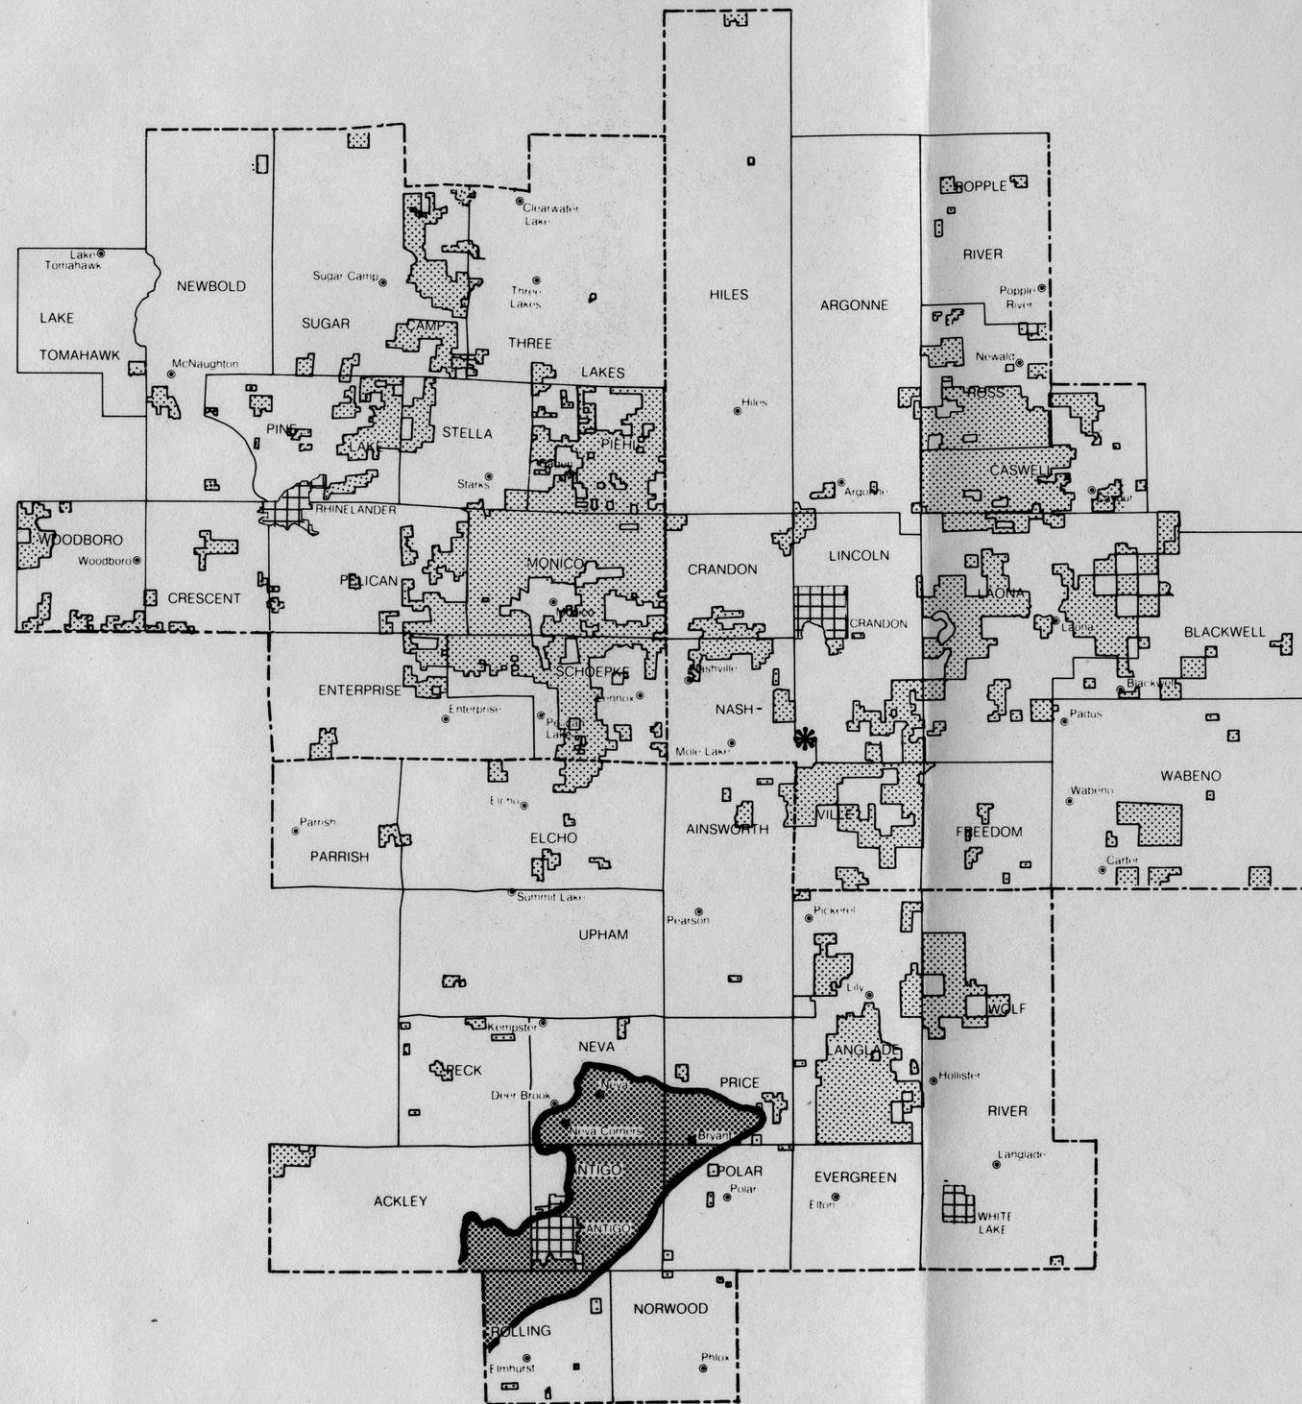 Clearwater
Lake
POPPLE
Lake
Tomahawk
RIVER
NEWBOLD
Sugar Camp
Three
Lakes
HILES
ARGONNE
Popple
River
LAKE
SUGAR
CAMP
THREE
TOMAHAWK
McNaughton
LAKES
Newald
ROSS
Hiles
PINE
LAKE
STELLA
PIEHL
CASWELL
Starks
Argonne
RHINELANDER
WOODBORO
Woodboro
MONICO
CRANDON
LINCOLN
PELICAN
CRESCENT
LAONA
Monico
CRANDON
Laona
BLACKWELL
SCHOEPKE
Nashville
ENTERPRISE
Lennox
NASH-
Blackwell
Enterprise
Pelican
Lake
Padus
Mole Lake
WABENO
Elcho
Wabeno
Parrish
ELCHO
AINSWORTH
VILLE
FREEDOM
PARRISH
Carter
Summit Lake
Pearson
Pickerel
UPHAM
Lily
WOLF
Kempster
NEVA
LANGLADE
PECK
PRICE
Hollister
Deer Brook
Neva
RIVER
Neva Corners
Bryant
ANTIGO
POLAR
EVERGREEN
Langlade
ACKLEY
Polar
Elton
ANTIGO
WHITE
LAKE
NORWOOD
ROLLING
Elmhurst
Phlox